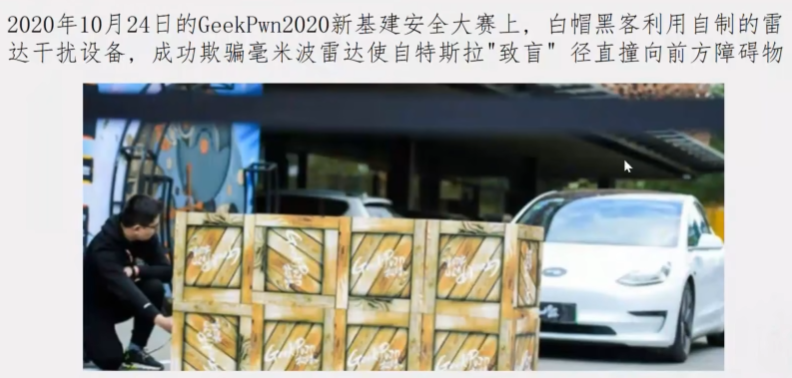 2020年10月24日的GeekPwn2020新基建安全大赛上，白帽黑客利用自制的雷
达干扰设备，成功欺骗毫米波雷达使自特斯拉"致盲" 径直撞向前方障碍物
GeekPwn
GeekPwn
GeekPwn